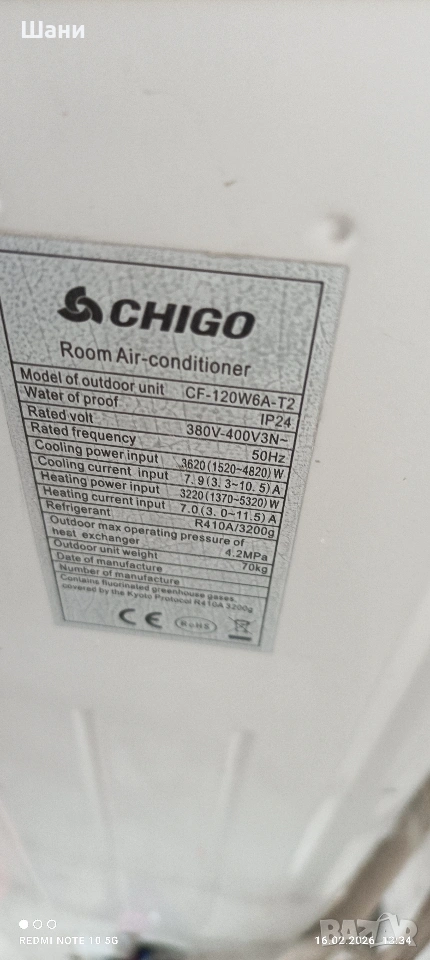 Шани
CHIGO
Room Air-conditioner
Model of outdoor unit CF-120W6A-T2
Water of proof IP24
Rated volt 380V-400V3N~
Rated frequency 50Hz
Cooling power input 3620(1520~4820)W
Cooling current input 7.9(3.3~10.5)A
Heating power input 3220(1370~5320)W
Heating current input 7.0(3.0~11.5)A
Refrigerant R410A/3200g
Outdoor max operating pressure of
heat exchanger 4.2MPa
Outdoor unit weight 70kg
Date of manufacture
Number of manufacture
Contains fluorinated greenhouse gases
covered by the Kyoto Protocol R410A 3200g
CE RoHS
REDMI NOTE 10 5G
16.02.2026 13:34
BAZAR